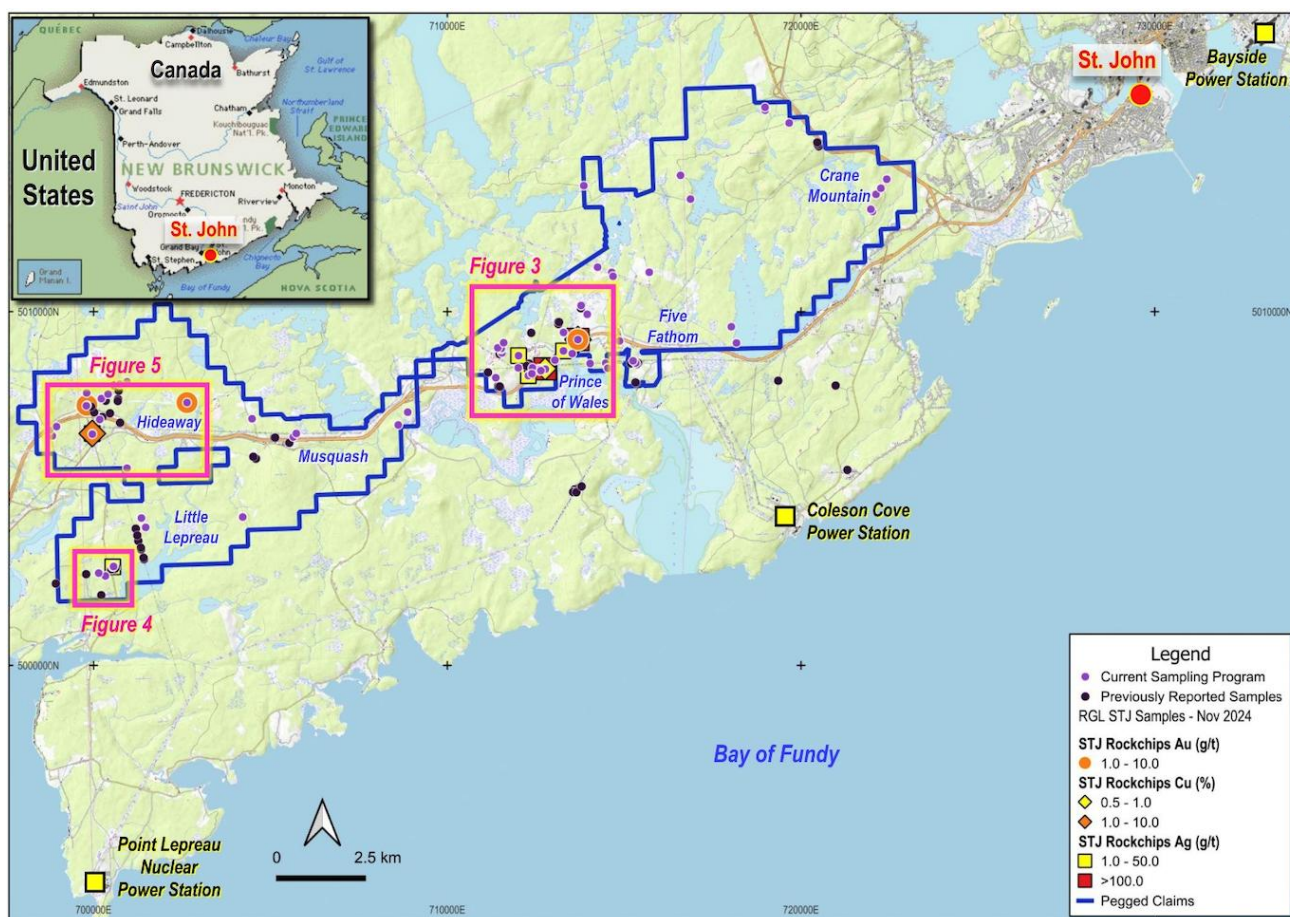 QUÉBEC
Dalhousie
Chaleur Bay
Campbellton
Canada
Bathurst
Gulf of
St. Lawrence
Edmundston
St. Leonard
Grand Falls
Chatham
Northumberland
Strait
Kouchibouguac
Nat'l. Pk.
PRINCE
EDWARD
ISLAND
United
States
Perth-Andover
NEW BRUNSWICK
Woodstock
FREDERICTON
Moncton
Riverview
Saint John
Oromocto
St. John
Grand Bay
St. Stephen
Chignecto
Bay
Grand
Manan I.
Bay of Fundy
NOVA SCOTIA
710000E
720000E
730000E
St. John
Bayside
Power Station
Crane
Mountain
Figure 3
5010000N
5010000N
Five
Fathom
Figure 5
Prince
of Wales
Hideaway
Musquash
Little
Lepreau
Coleson Cove
Power Station
Figure 4
5000000N
Bay of Fundy
Point Lepreau
Nuclear
Power Station
0 2.5 km
700000E
710000E
720000E
Legend
Current Sampling Program
Previously Reported Samples
RGL STJ Samples - Nov 2024
STJ Rockchips Au (g/t)
1.0 - 10.0
STJ Rockchips Cu (%)
0.5 - 1.0
1.0 - 10.0
STJ Rockchips Ag (g/t)
1.0 - 50.0
>100.0
Pegged Claims